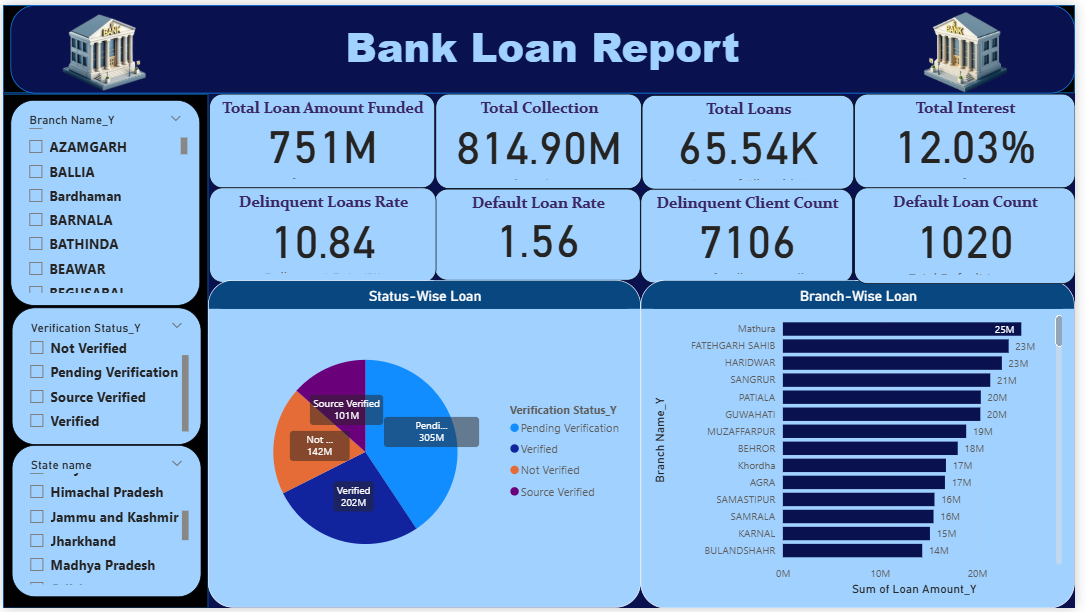 BANK
BANK
Bank Loan Report
Branch Name_Y
AZAMGARH
BALLIA
Bardhaman
BARNALA
BATHINDA
BEAWAR
BEGUSARAI
Verification Status_Y
Not Verified
Pending Verification
Source Verified
Verified
State name
Himachal Pradesh
Jammu and Kashmir
Jharkhand
Madhya Pradesh
Total Loan Amount Funded
751M
Total Collection
814.90M
Total Loans
65.54K
Total Interest
12.03%
Delinquent Loans Rate
10.84
Default Loan Rate
1.56
Delinquent Client Count
7106
Default Loan Count
1020
Status-Wise Loan
Source Verified
101M
Pendi...
305M
Not ...
142M
Verified
202M
Verification Status_Y
Pending Verification
Verified
Not Verified
Source Verified
Branch-Wise Loan
Branch Name_Y
Mathura 25M
FATEHGARH SAHIB 23M
HARIDWAR 23M
SANGRUR 21M
PATIALA 20M
GUWAHATI 20M
MUZAFFARPUR 19M
BEHROR 18M
Khordha 17M
AGRA 17M
SAMASTIPUR 16M
SAMRALA 16M
KARNAL 15M
BULANDSHAHR 14M
0M 10M 20M
Sum of Loan Amount_Y